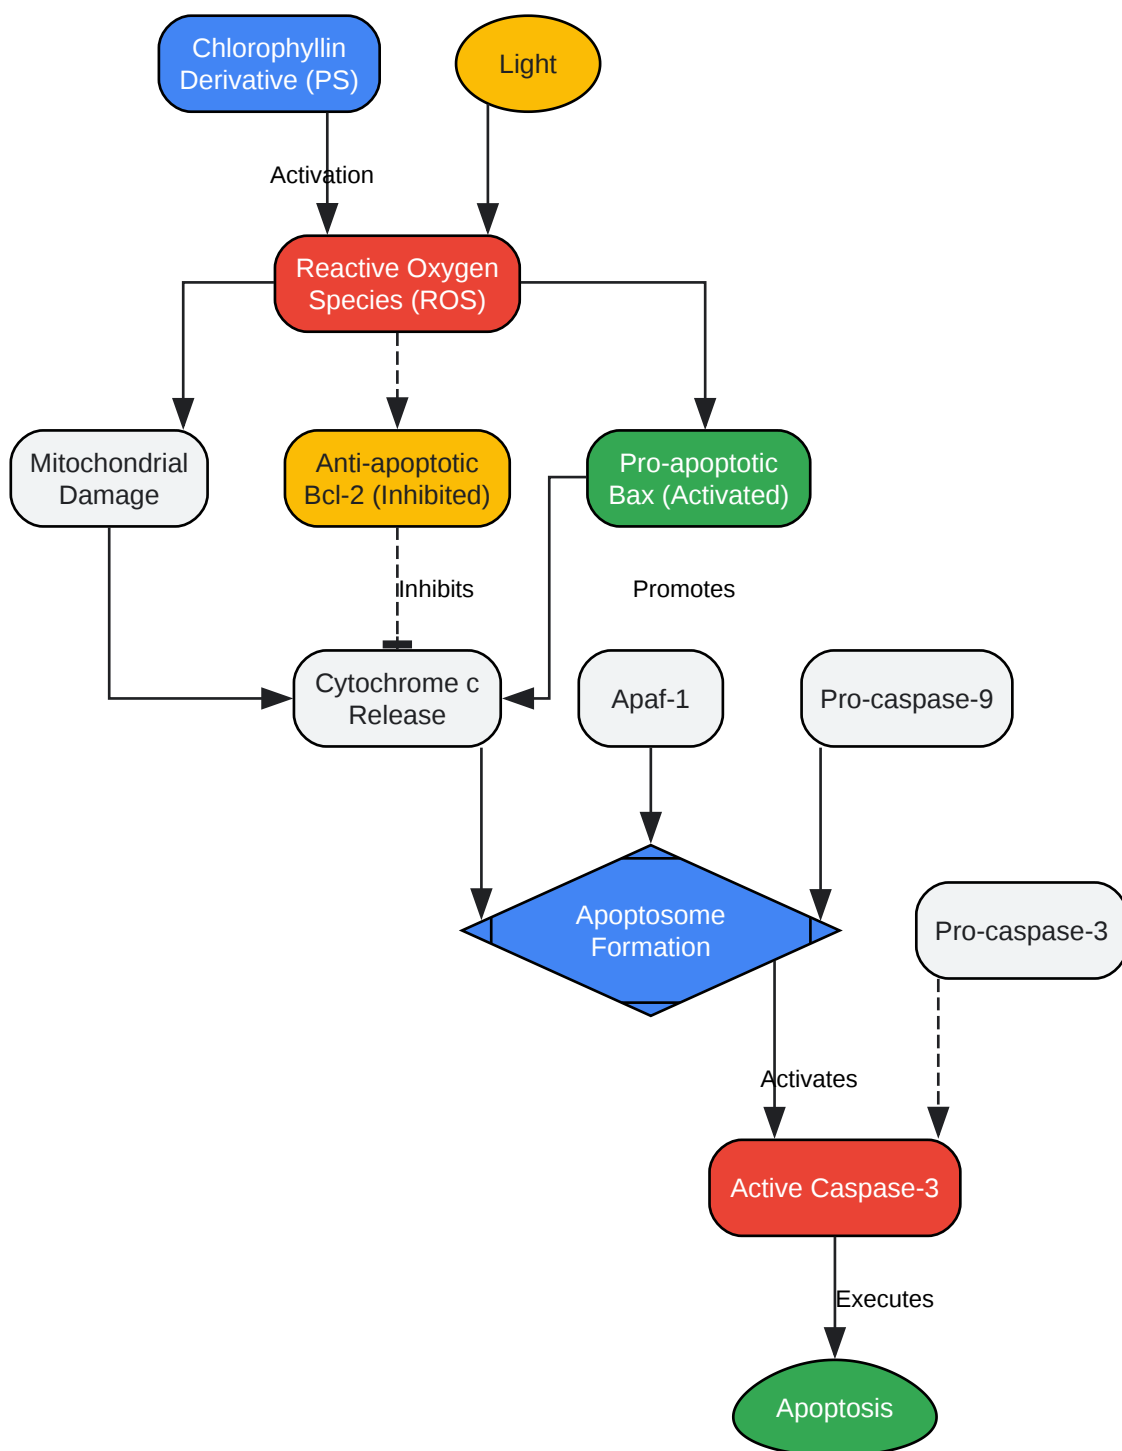 Chlorophyllin
Derivative (PS)
Light
Activation
Reactive Oxygen
Species (ROS)
Mitochondrial
Damage
Anti-apoptotic
Bcl-2 (Inhibited)
Pro-apoptotic
Bax (Activated)
Inhibits
Promotes
Cytochrome c
Release
Apaf-1
Pro-caspase-9
Apoptosome
Formation
Pro-caspase-3
Activates
Active Caspase-3
Executes
Apoptosis